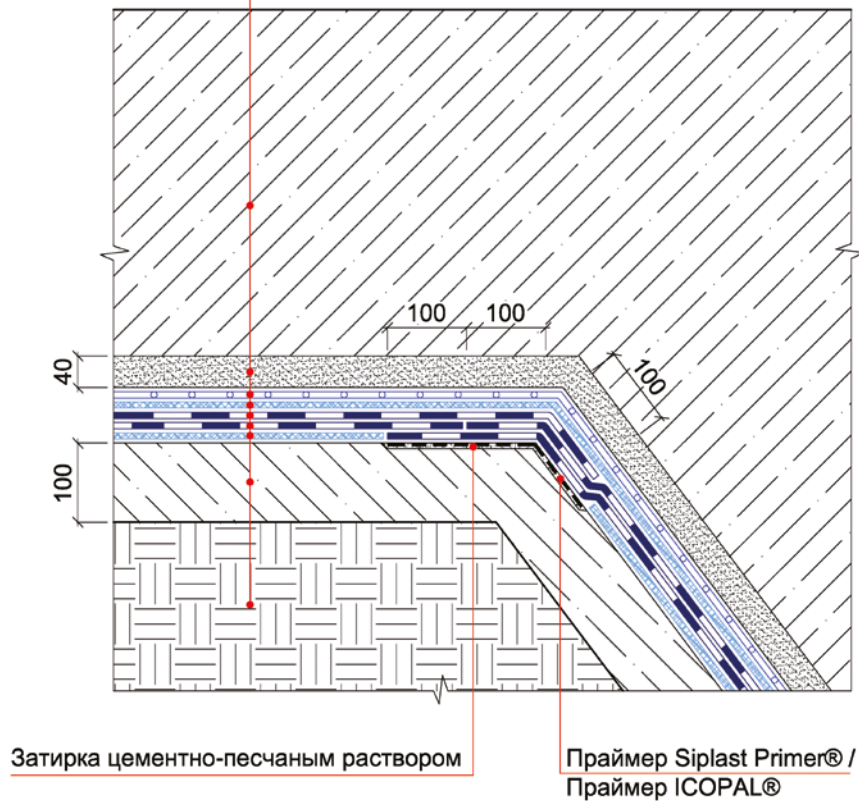 100 100
100
40
100
Затирка цементно-песчаным раствором
Праймер Siplast Primer® /
Праймер ICOPAL®